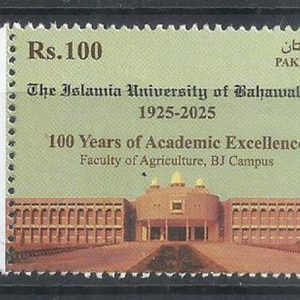 Rs.100
The Islamia University of Bahawal
1925-2025
100 Years of Academic Excellence
Faculty of Agriculture, BJ Campus